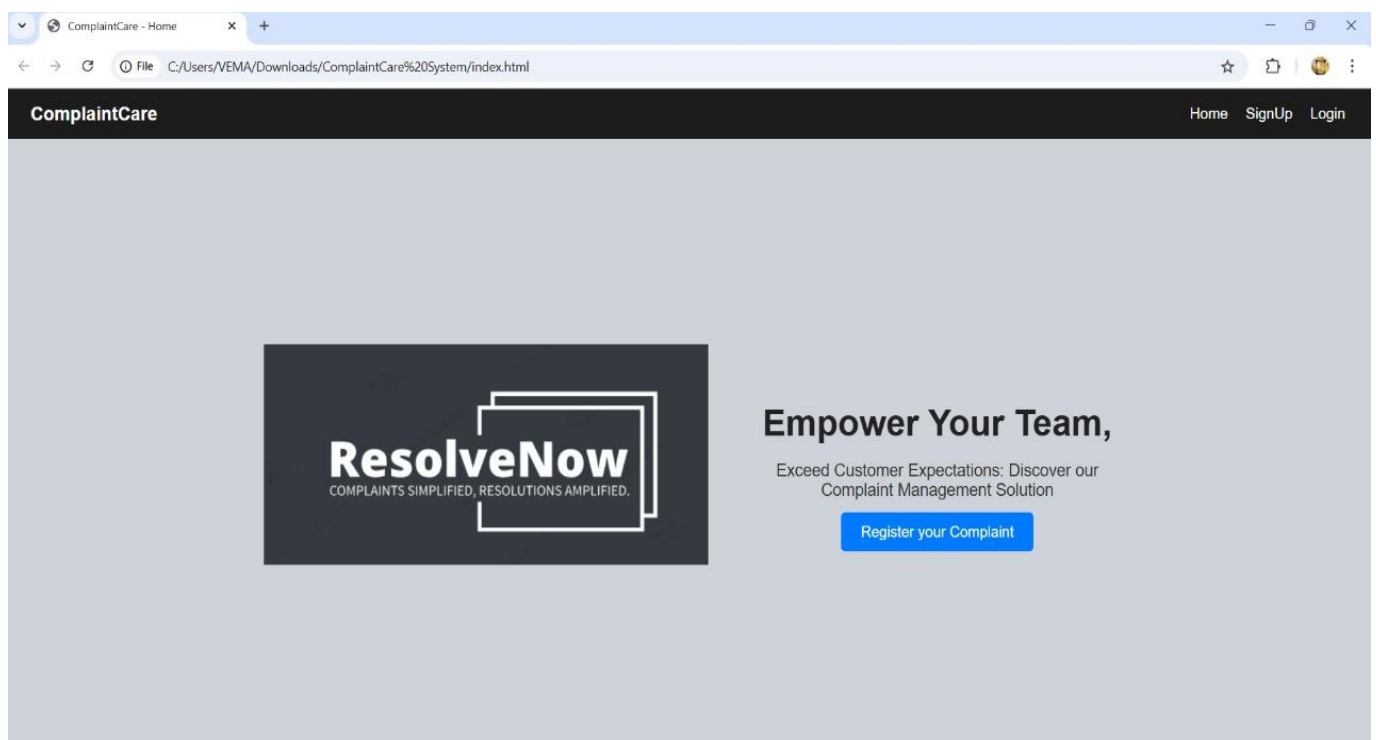 ComplaintCare - Home
File C:/Users/VEMA/Downloads/ComplaintCare%20System/index.html
ComplaintCare Home SignUp Login
ResolveNow
COMPLAINTS SIMPLIFIED, RESOLUTIONS AMPLIFIED.
Empower Your Team,
Exceed Customer Expectations: Discover our
Complaint Management Solution
Register your Complaint